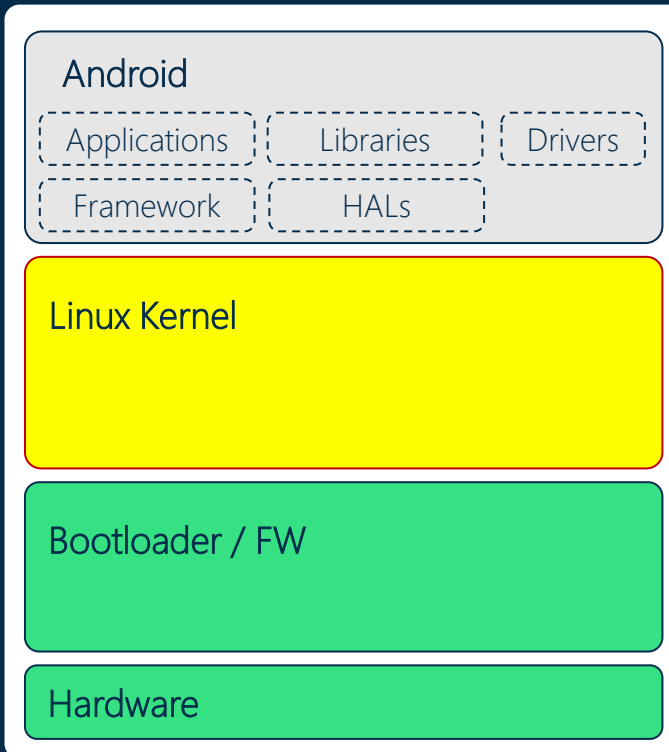 Android
Applications Libraries Drivers
Framework HALs
Linux Kernel
Bootloader / FW
Hardware